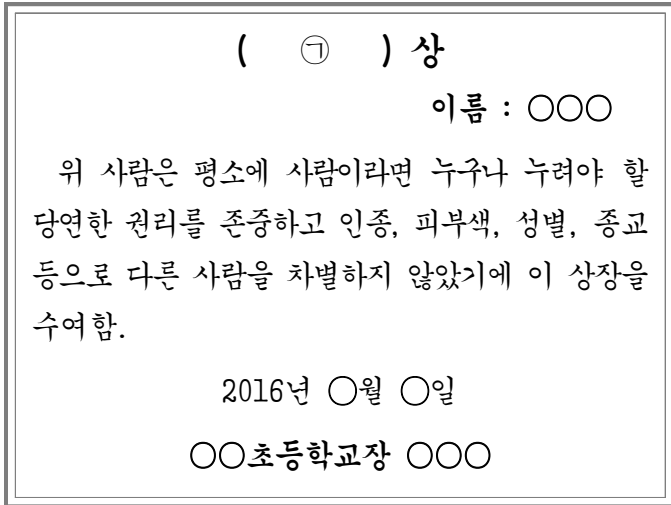 ( ㉠ ) 상
이름 : ○○○
위 사람은 평소에 사람이라면 누구나 누려야 할
당연한 권리를 존중하고 인종, 피부색, 성별, 종교
등으로 다른 사람을 차별하지 않았기에 이 상장을
수여함.
2016년 ○월 ○일
○○초등학교장 ○○○